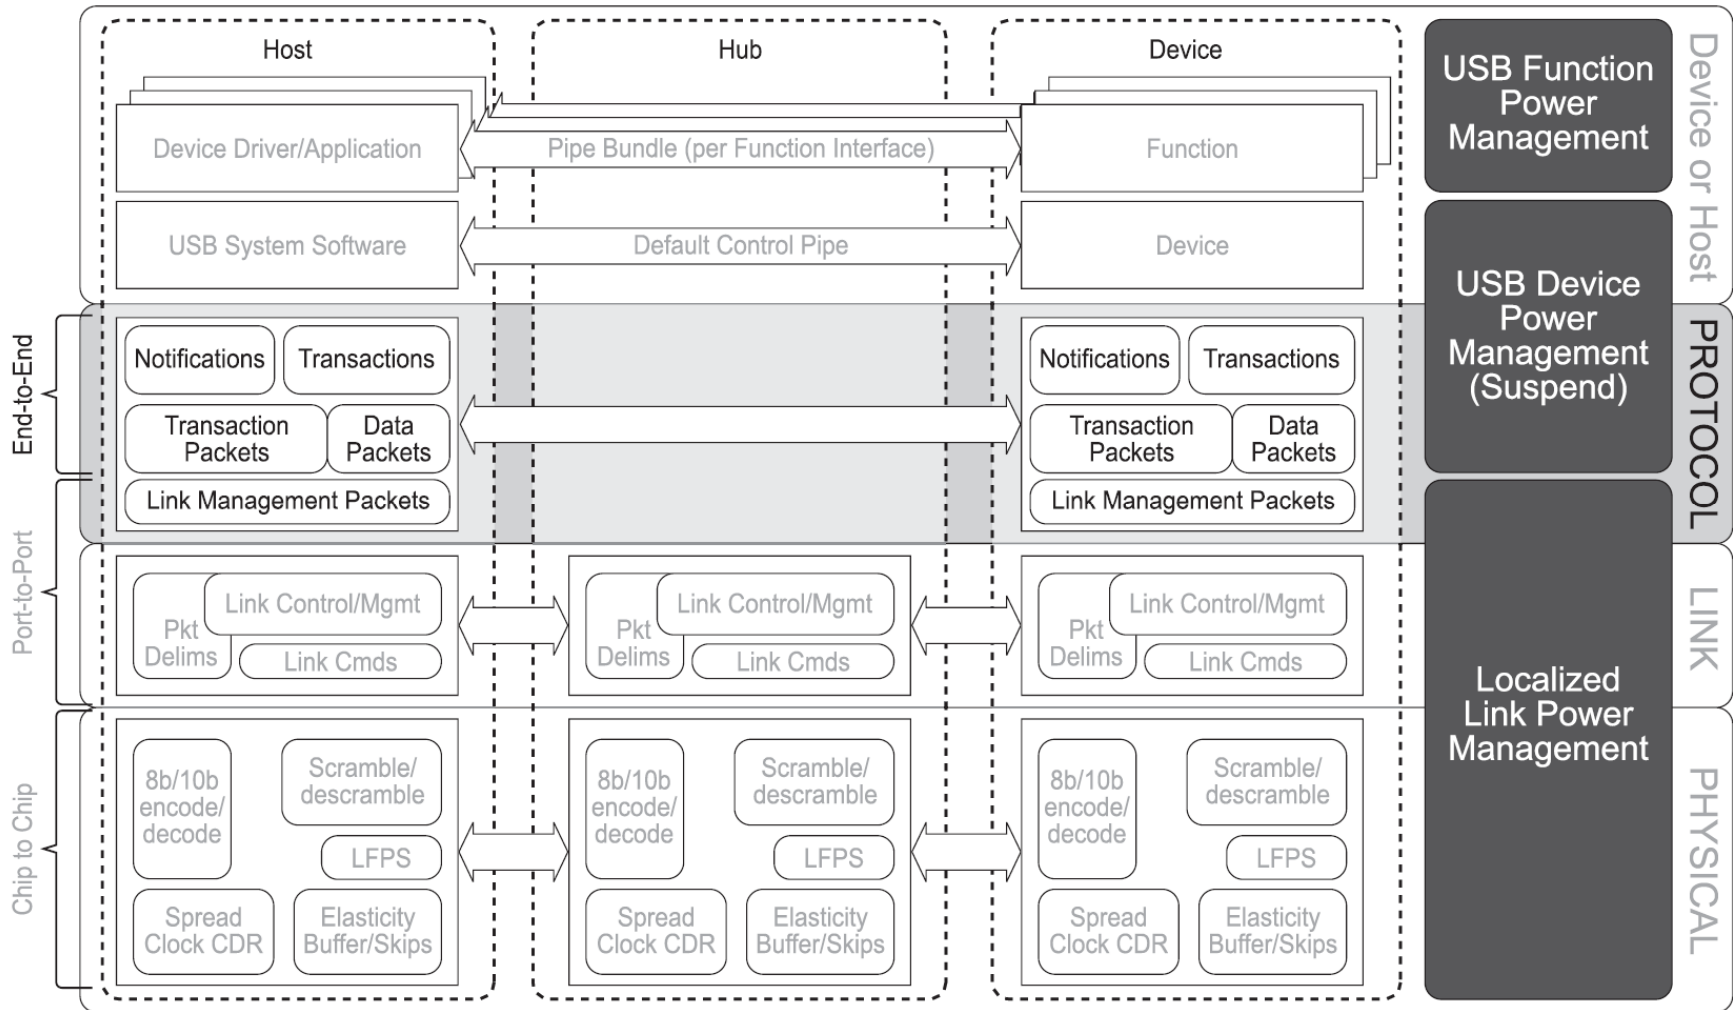 Host
Hub
Device
USB Function
Power
Management
Device or Host
Device Driver/Application
Pipe Bundle (per Function Interface)
Function
USB System Software
Default Control Pipe
Device
USB Device
Power
Management
(Suspend)
End-to-End
Notifications
Transactions
Transaction
Packets
Data
Packets
Link Management Packets
Notifications
Transactions
Transaction
Packets
Data
Packets
Link Management Packets
PROTOCOL
Port-to-Port
Pkt
Delims
Link Control/Mgmt
Link Cmds
Pkt
Delims
Link Control/Mgmt
Link Cmds
Pkt
Delims
Link Control/Mgmt
Link Cmds
LINK
Localized
Link Power
Management
Chip to Chip
8b/10b
encode/
decode
Scramble/
descramble
LFPS
Spread
Clock CDR
Elasticity
Buffer/Skips
8b/10b
encode/
decode
Scramble/
descramble
LFPS
Spread
Clock CDR
Elasticity
Buffer/Skips
8b/10b
encode/
decode
Scramble/
descramble
LFPS
Spread
Clock CDR
Elasticity
Buffer/Skips
PHYSICAL